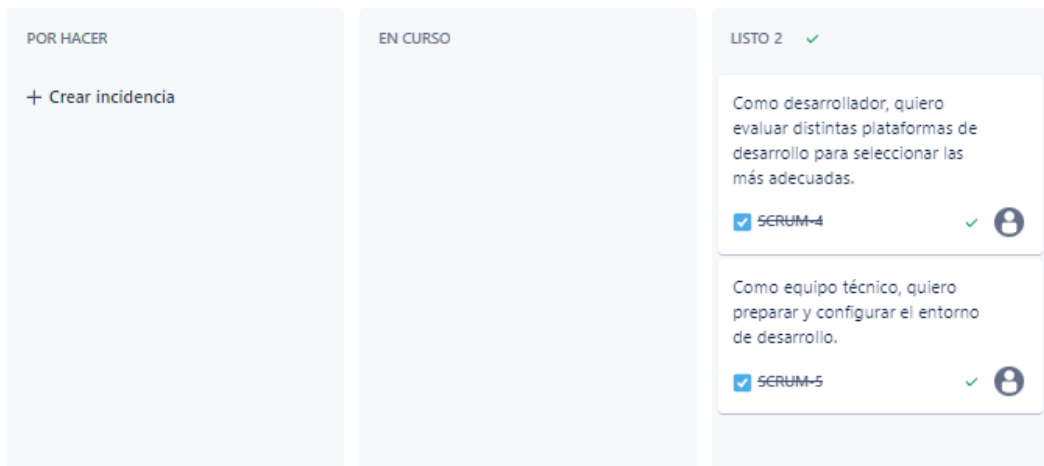 POR HACER
EN CURSO
LISTO 2
+ Crear incidencia
Como desarrollador, quiero
evaluar distintas plataformas de
desarrollo para seleccionar las
más adecuadas.
SCRUM-4
Como equipo técnico, quiero
preparar y configurar el entorno
de desarrollo.
SCRUM-5